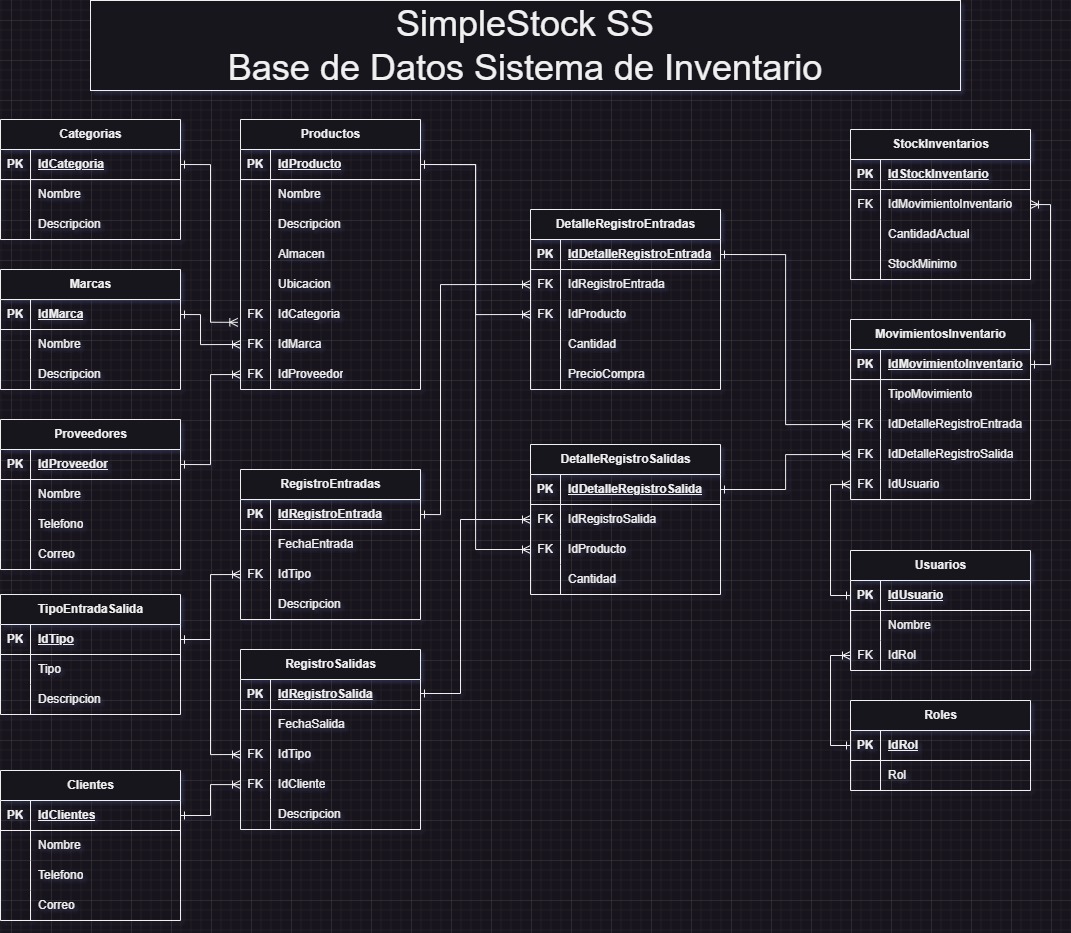 SimpleStock SS
Base de Datos Sistema de Inventario
Categorias
PK IdCategoria
Nombre
Descripcion
Marcas
PK IdMarca
Nombre
Descripcion
Proveedores
PK IdProveedor
Nombre
Telefono
Correo
TipoEntradaSalida
PK IdTipo
Tipo
Descripcion
Clientes
PK IdClientes
Nombre
Telefono
Correo
Productos
PK IdProducto
Nombre
Descripcion
Almacen
Ubicacion
FK IdCategoria
FK IdMarca
FK IdProveedor
RegistroEntradas
PK IdRegistroEntrada
FechaEntrada
FK IdTipo
Descripcion
RegistroSalidas
PK IdRegistroSalida
FechaSalida
FK IdTipo
FK IdCliente
Descripcion
DetalleRegistroEntradas
PK IdDetalleRegistroEntrada
FK IdRegistroEntrada
FK IdProducto
Cantidad
PrecioCompra
DetalleRegistroSalidas
PK IdDetalleRegistroSalida
FK IdRegistroSalida
FK IdProducto
Cantidad
StockInventarios
PK IdStockInventario
FK IdMovimientoInventario
CantidadActual
StockMinimo
MovimientosInventario
PK IdMovimientoInventario
TipoMovimiento
FK IdDetalleRegistroEntrada
FK IdDetalleRegistroSalida
FK IdUsuario
Usuarios
PK IdUsuario
Nombre
FK IdRol
Roles
PK IdRol
Rol